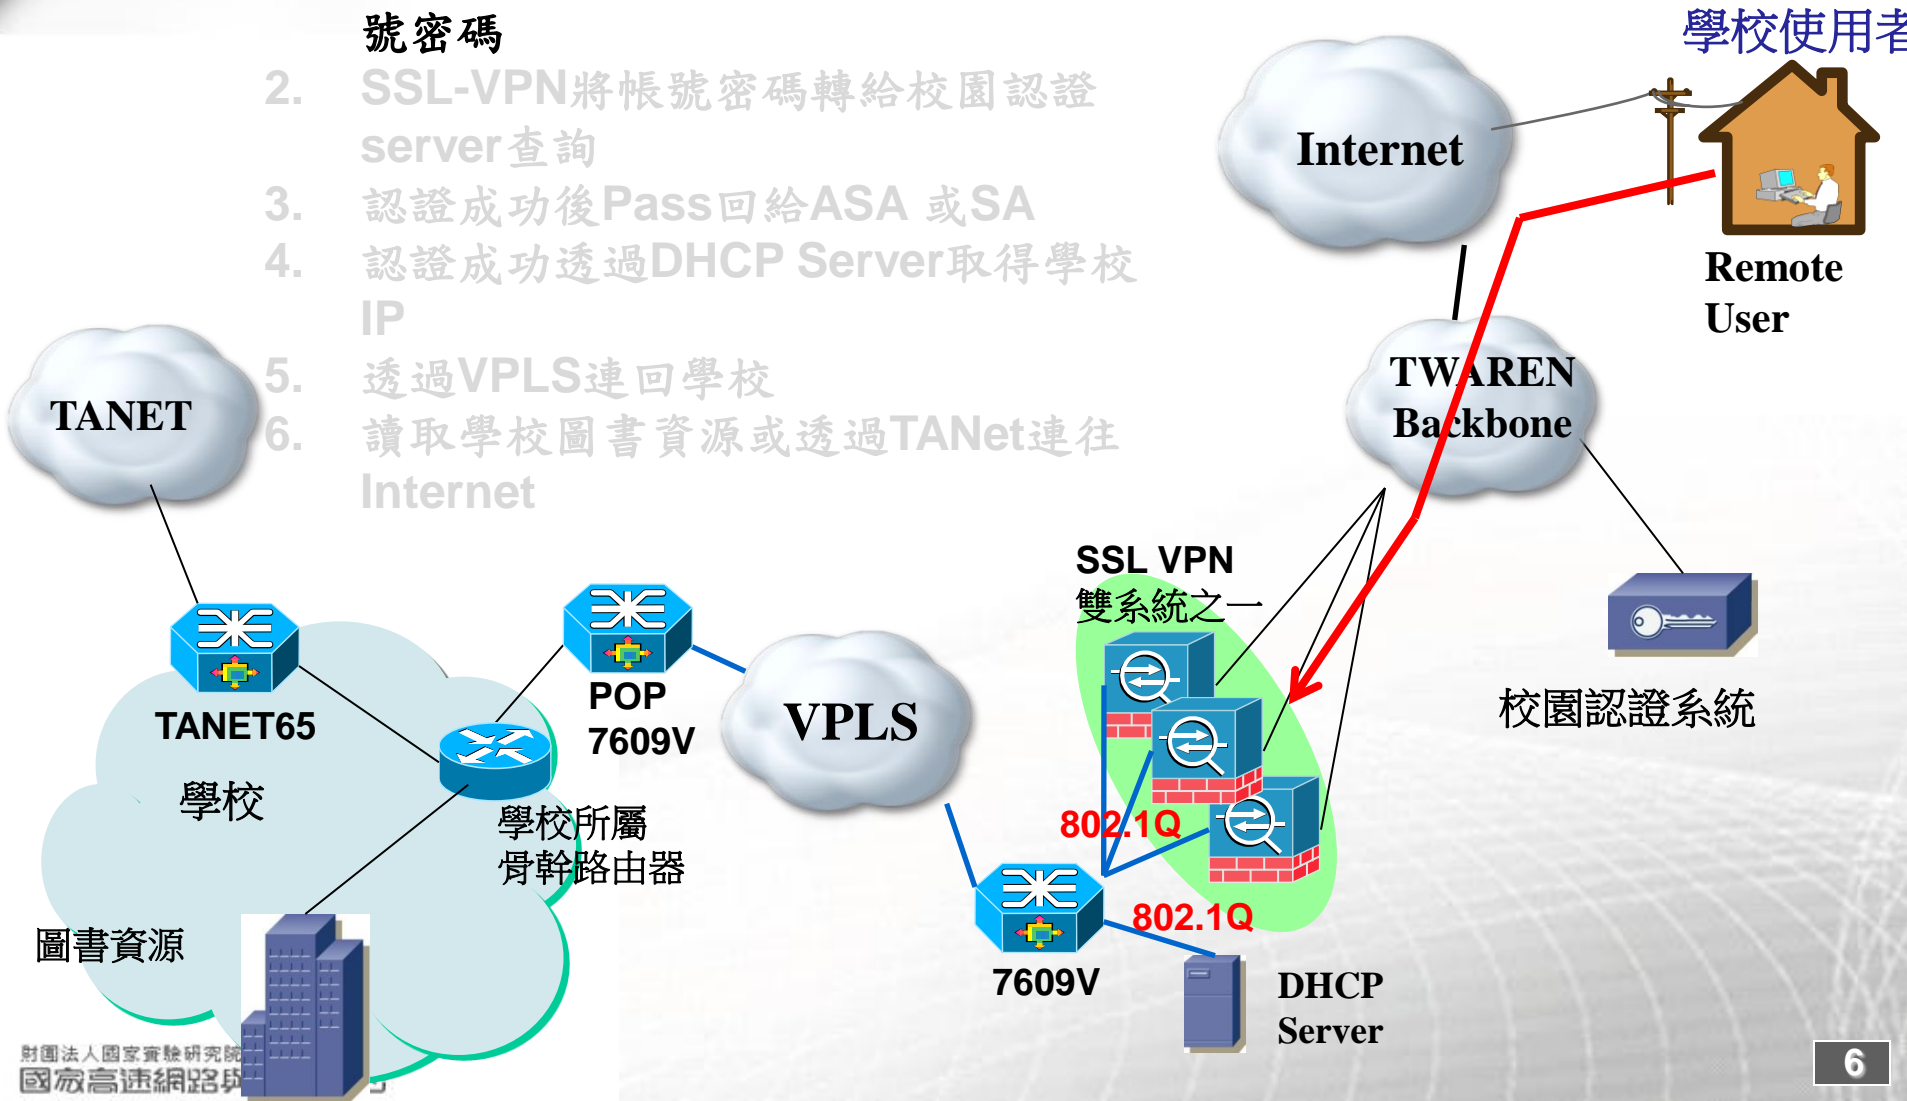 號密碼
2. SSL-VPN將帳號密碼轉給校園認證
server查詢
3. 認證成功後Pass回給ASA 或SA
4. 認證成功透過DHCP Server取得學校
IP
5. 透過VPLS連回學校
6. 讀取學校圖書資源或透過TANet連往
Internet
學校使用者
Internet
Remote
User
TWAREN
Backbone
TANET
SSL VPN
雙系統之一
POP
7609V
VPLS
TANET65
學校
校園認證系統
學校所屬
骨幹路由器
802.1Q
802.1Q
圖書資源
7609V
DHCP
Server
財團法人國家實驗研究院
國家高速網路與
6